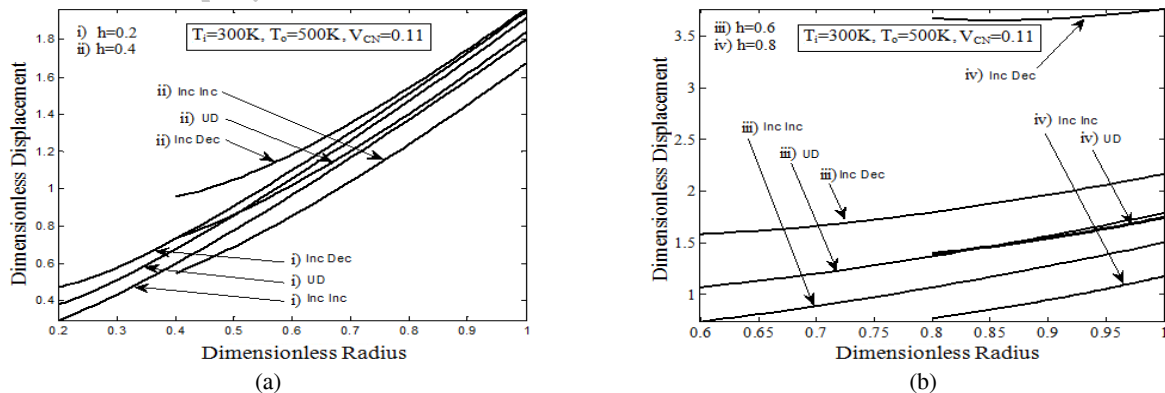 i) h=0.2
ii) h=0.4
T_i=300K, T_o=500K, V_CN=0.11
ii) Inc Inc
ii) UD
ii) Inc Dec
i) Inc Dec
i) UD
i) Inc Inc
Dimensionless Displacement
1.8
1.6
1.4
1.2
1
0.8
0.6
0.4
0.2 0.3 0.4 0.5 0.6 0.7 0.8 0.9 1
Dimensionless Radius
(a)
iii) h=0.6
iv) h=0.8
T_i=300K, T_o=500K, V_CN=0.11
iv) Inc Dec
iii) Inc Inc
iii) UD
iii) Inc Dec
iv) Inc Inc
iv) UD
Dimensionless Displacement
3.5
3
2.5
2
1.5
1
0.6 0.65 0.7 0.75 0.8 0.85 0.9 0.95 1
Dimensionless Radius
(b)